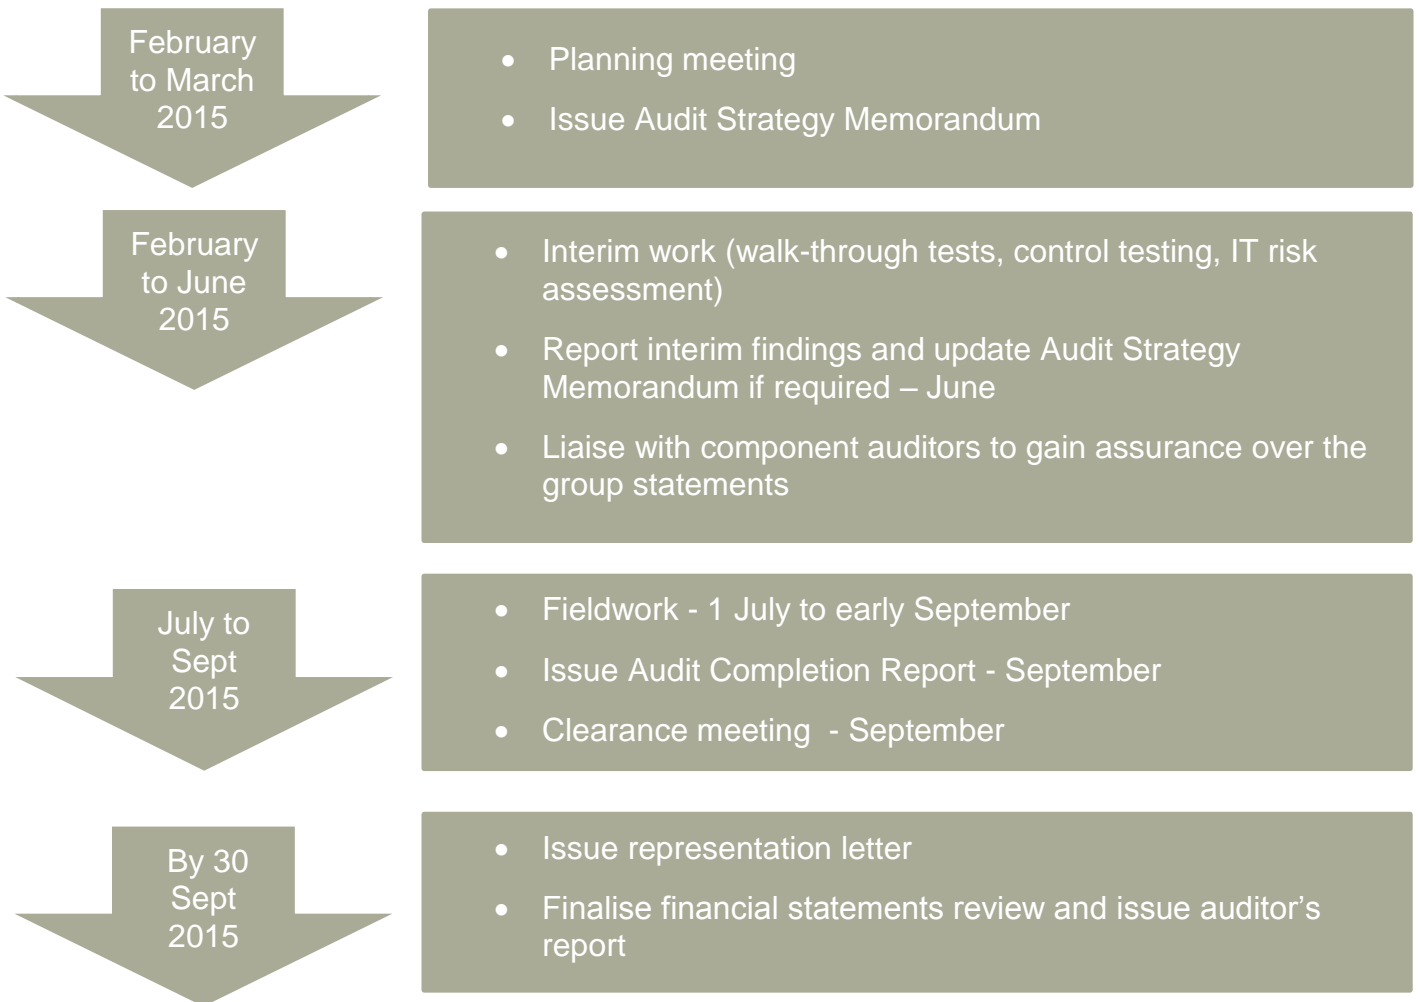 February
to March
2015
• Planning meeting
• Issue Audit Strategy Memorandum
February
to June
2015
• Interim work (walk-through tests, control testing, IT risk
assessment)
• Report interim findings and update Audit Strategy
Memorandum if required – June
• Liaise with component auditors to gain assurance over the
group statements
July to
Sept
2015
• Fieldwork - 1 July to early September
• Issue Audit Completion Report - September
• Clearance meeting  - September
By 30
Sept
2015
• Issue representation letter
• Finalise financial statements review and issue auditor’s
report